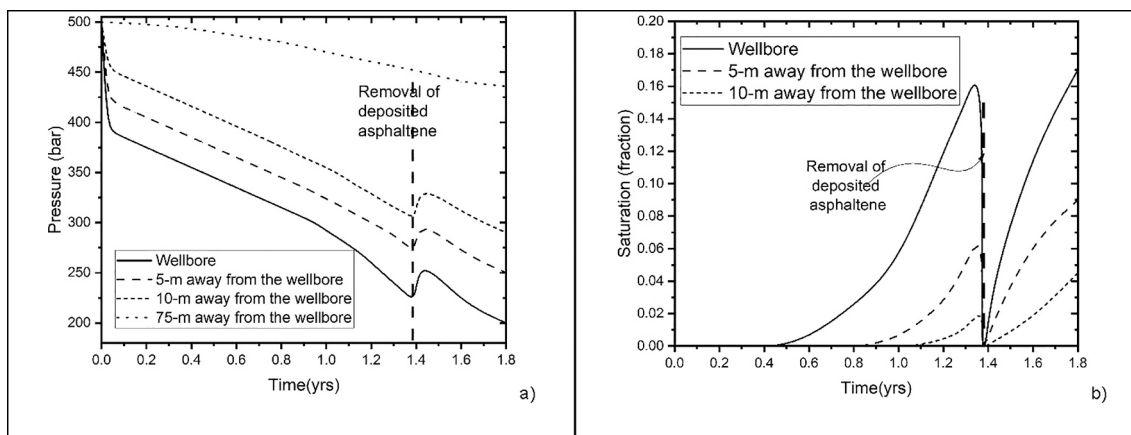 500
450
400
350
300
250
200
Pressure (bar)
Removal of
deposited
asphaltene
Wellbore
5-m away from the wellbore
10-m away from the wellbore
75-m away from the wellbore
0.0 0.2 0.4 0.6 0.8 1.0 1.2 1.4 1.6 1.8
Time(yrs)
a)
0.20
0.18
0.16
0.14
0.12
0.10
0.08
0.06
0.04
0.02
0.00
Saturation (fraction)
Wellbore
5-m away from the wellbore
10-m away from the wellbore
Removal of
deposited
asphaltene
0.0 0.2 0.4 0.6 0.8 1.0 1.2 1.4 1.6 1.8
Time(yrs)
b)